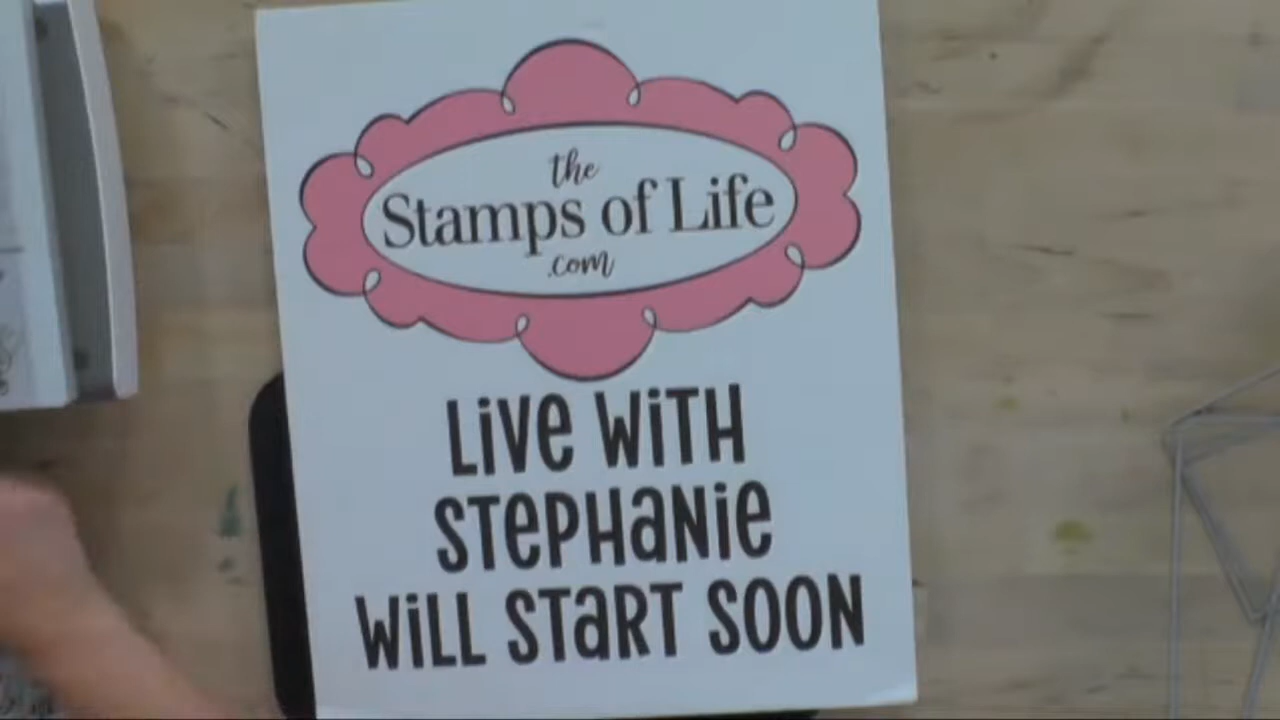 the
Stamps of Life
.com
LiVe WiTH
STePHaNie
WiLL STaRT SOON